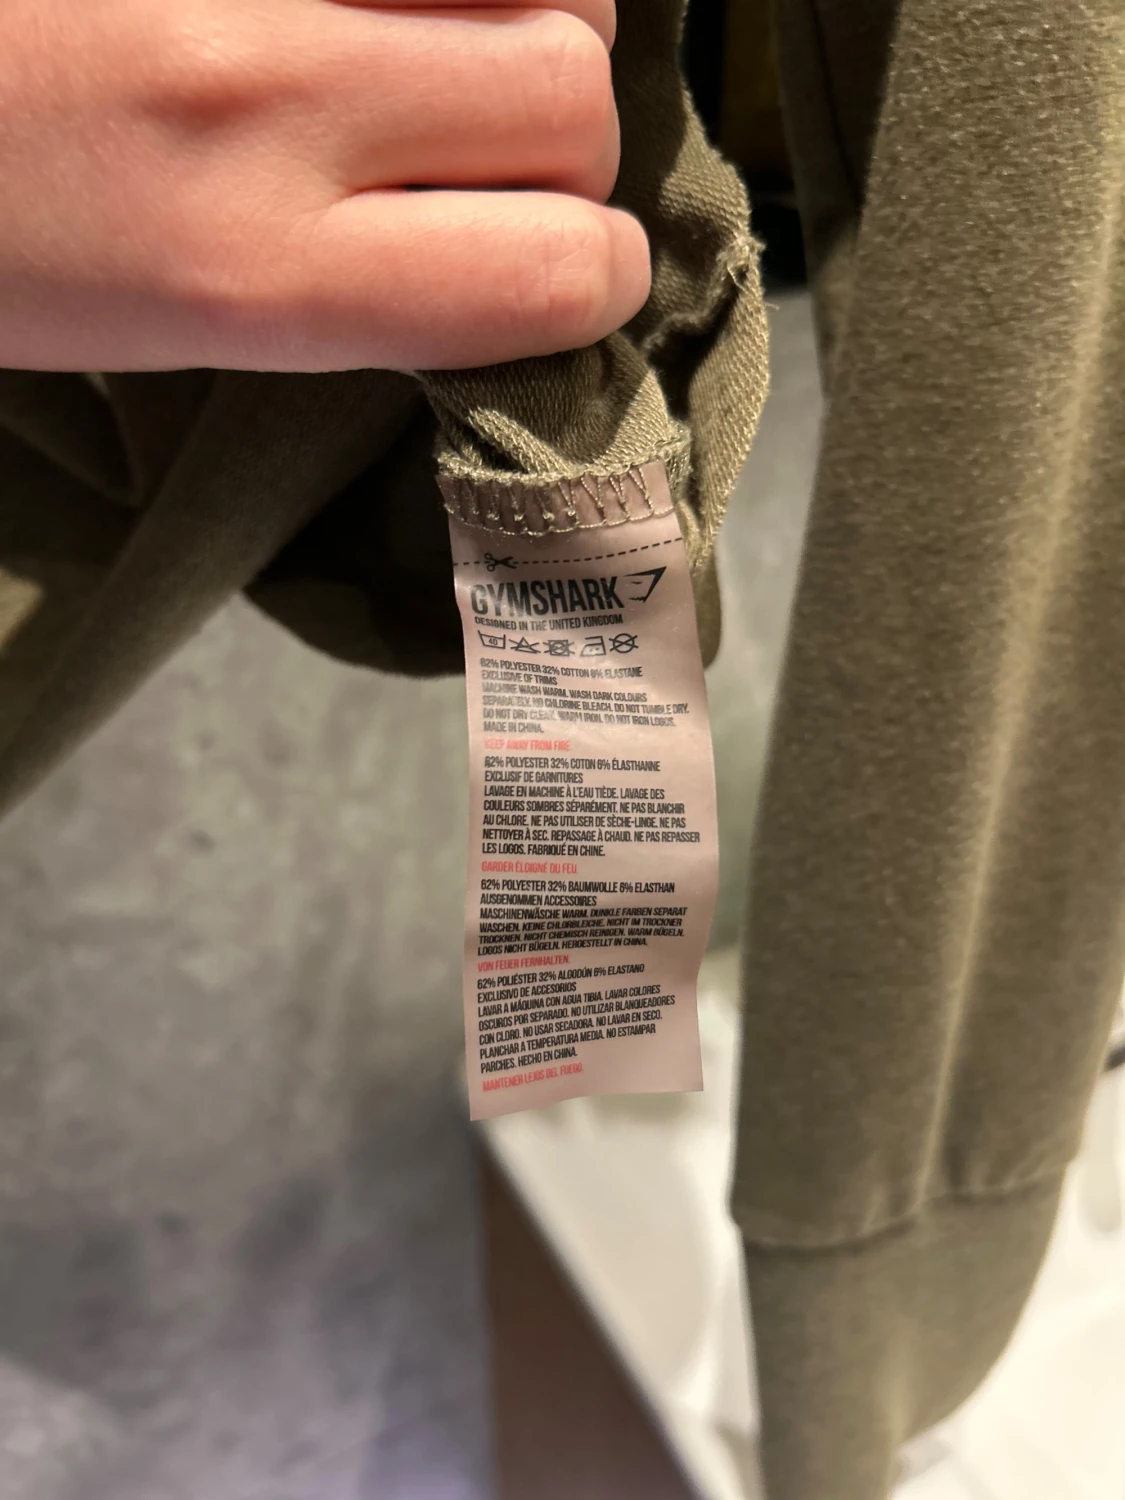 GYMSHARK
DESIGNED IN THE UNITED KINGDOM
40
62% POLYESTER 32% COTTON 6% ELASTANE
EXCLUSIVE OF TRIMS
MACHINE WASH WARM. WASH DARK COLOURS
SEPARATELY. NO CHLORINE BLEACH. DO NOT TUMBLE DRY.
DO NOT DRY CLEAN. WARM IRON. DO NOT IRON LOGOS.
MADE IN CHINA.
KEEP AWAY FROM FIRE
62% POLYESTER 32% COTON 6% ÉLASTHANNE
EXCLUSIF DE GARNITURES
LAVAGE EN MACHINE À L'EAU TIÈDE. LAVAGE DES
COULEURS SOMBRES SÉPARÉMENT. NE PAS BLANCHIR
AU CHLORE. NE PAS UTILISER DE SÈCHE-LINGE. NE PAS
NETTOYER À SEC. REPASSAGE À CHAUD. NE PAS REPASSER
LES LOGOS. FABRIQUÉ EN CHINE.
GARDER ÉLOIGNÉ DU FEU.
62% POLYESTER 32% BAUMWOLLE 6% ELASTHAN
AUSGENOMMEN ACCESSOIRES
MASCHINENWÄSCHE WARM. DUNKLE FARBEN SEPARAT
WASCHEN. KEINE CHLORBLEICHE. NICHT IM TROCKNER
TROCKNEN. NICHT CHEMISCH REINIGEN. WARM BÜGELN.
LOGOS NICHT BÜGELN. HERGESTELLT IN CHINA.
VON FEUER FERNHALTEN.
62% POLIÉSTER 32% ALGODÓN 6% ELASTANO
EXCLUSIVO DE ACCESORIOS
LAVAR A MÁQUINA CON AGUA TIBIA. LAVAR COLORES
OSCUROS POR SEPARADO. NO UTILIZAR BLANQUEADORES
CON CLORO. NO USAR SECADORA. NO LAVAR EN SECO.
PLANCHAR A TEMPERATURA MEDIA. NO ESTAMPAR
PARCHES. HECHO EN CHINA.
MANTENER LEJOS DEL FUEGO.